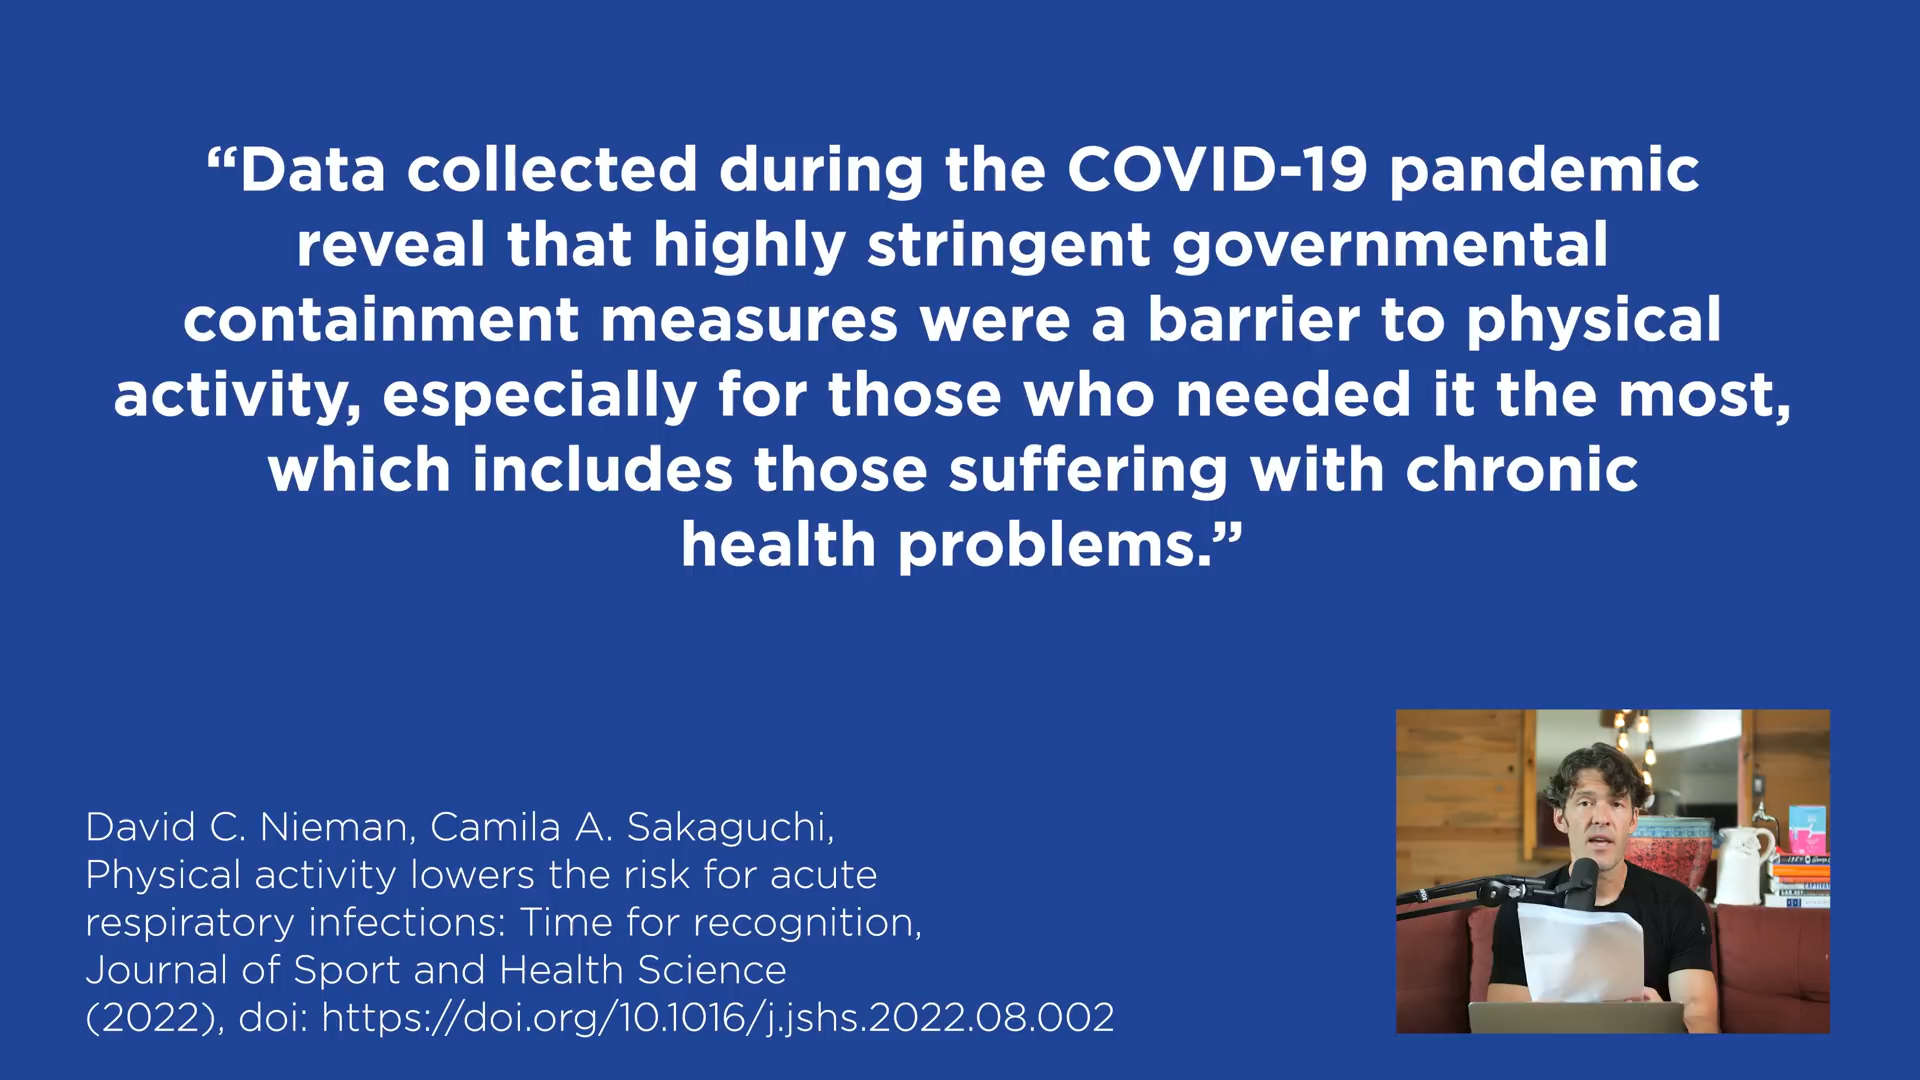 “Data collected during the COVID-19 pandemic
reveal that highly stringent governmental
containment measures were a barrier to physical
activity, especially for those who needed it the most,
which includes those suffering with chronic
health problems.”
David C. Nieman, Camila A. Sakaguchi,
Physical activity lowers the risk for acute
respiratory infections: Time for recognition,
Journal of Sport and Health Science
(2022), doi: https://doi.org/10.1016/j.jshs.2022.08.002
1984